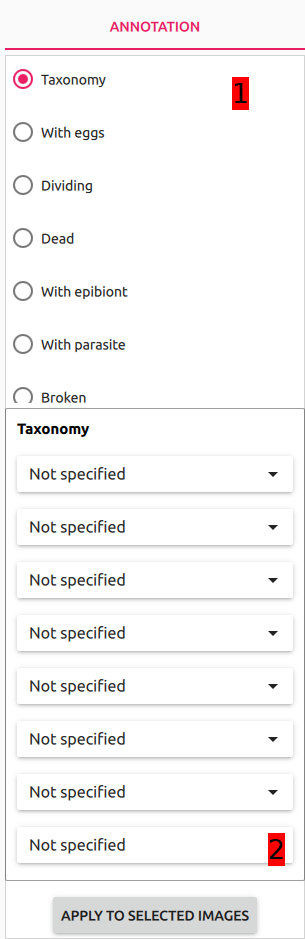 ANNOTATION
Taxonomy
1
With eggs
Dividing
Dead
With epibiont
With parasite
Broken
Taxonomy
Not specified
Not specified
Not specified
Not specified
Not specified
Not specified
Not specified
Not specified
2
APPLY TO SELECTED IMAGES